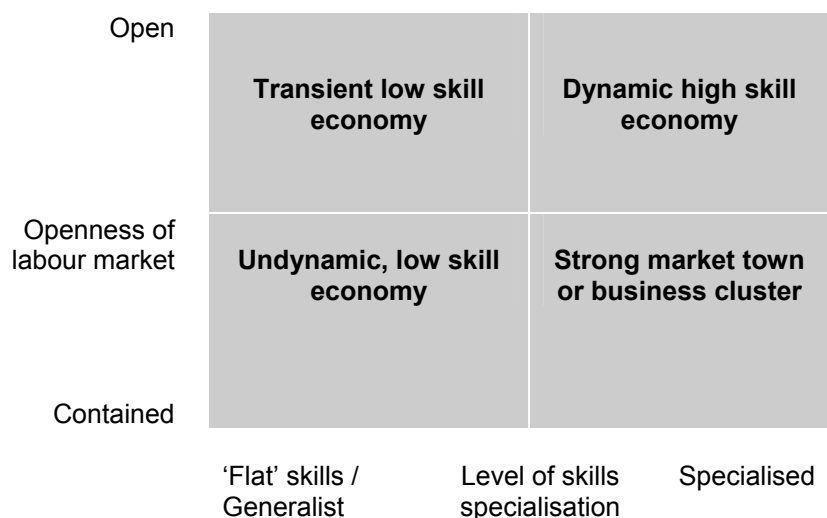 Open
Transient low skill
economy
Dynamic high skill
economy
Openness of
labour market
Undynamic, low skill
economy
Strong market town
or business cluster
Contained
‘Flat’ skills /
Generalist
Level of skills
specialisation
Specialised